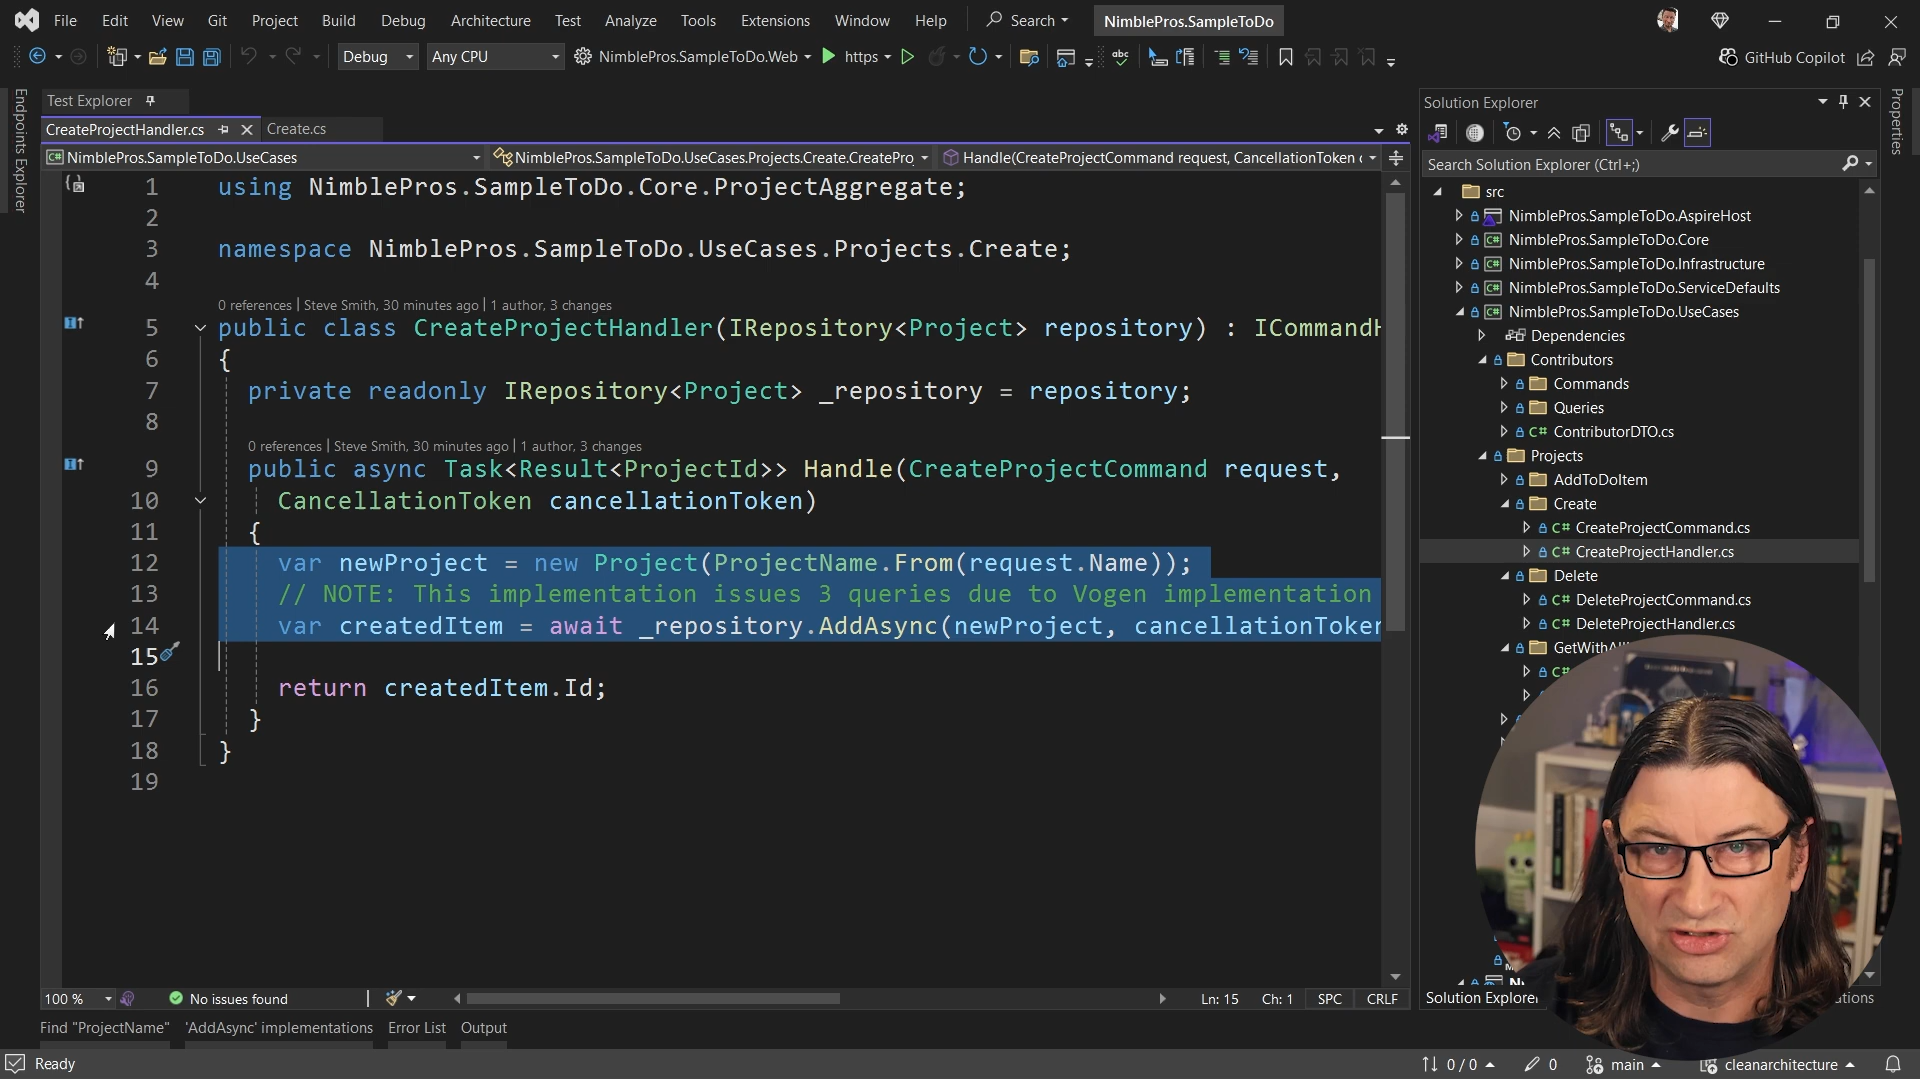 File Edit View Git Project Build Debug Architecture Test Analyze Tools Extensions Window Help Search NimblePros.SampleToDo
Debug Any CPU NimblePros.SampleToDo.Web https abc GitHub Copilot
Endpoints Explorer
Test Explorer
CreateProjectHandler.cs Create.cs
NimblePros.SampleToDo.UseCases NimblePros.SampleToDo.UseCases.Projects.Create.CreatePro Handle(CreateProjectCommand request, CancellationToken c
1 using NimblePros.SampleToDo.Core.ProjectAggregate;
2
3 namespace NimblePros.SampleToDo.UseCases.Projects.Create;
4
0 references | Steve Smith, 30 minutes ago | 1 author, 3 changes
5 public class CreateProjectHandler(IRepository<Project> repository) : ICommandH
6 {
7 private readonly IRepository<Project> _repository = repository;
8
0 references | Steve Smith, 30 minutes ago | 1 author, 3 changes
9 public async Task<Result<ProjectId>> Handle(CreateProjectCommand request,
10 CancellationToken cancellationToken)
11 {
12 var newProject = new Project(ProjectName.From(request.Name));
13 // NOTE: This implementation issues 3 queries due to Vogen implementation
14 var createdItem = await _repository.AddAsync(newProject, cancellationToken
15
16 return createdItem.Id;
17 }
18 }
19
100 % No issues found Ln: 15 Ch: 1 SPC CRLF
Find "ProjectName" 'AddAsync' implementations Error List Output
Solution Explorer
Search Solution Explorer (Ctrl+;)
src
NimblePros.SampleToDo.AspireHost
NimblePros.SampleToDo.Core
NimblePros.SampleToDo.Infrastructure
NimblePros.SampleToDo.ServiceDefaults
NimblePros.SampleToDo.UseCases
Dependencies
Contributors
Commands
Queries
C# ContributorDTO.cs
Projects
AddToDoItem
Create
C# CreateProjectCommand.cs
C# CreateProjectHandler.cs
Delete
C# DeleteProjectCommand.cs
C# DeleteProjectHandler.cs
GetWithAll
Solution Explorer
Properties
Ready 0 / 0 0 main cleanarchitecture